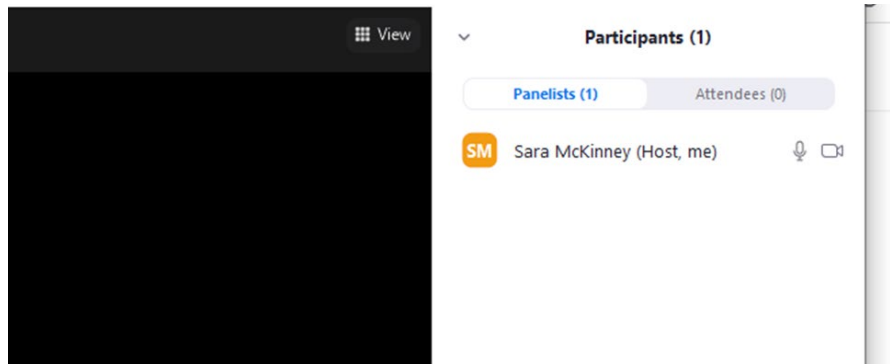 View
Participants (1)
Panelists (1)
Attendees (0)
SM
Sara McKinney (Host, me)